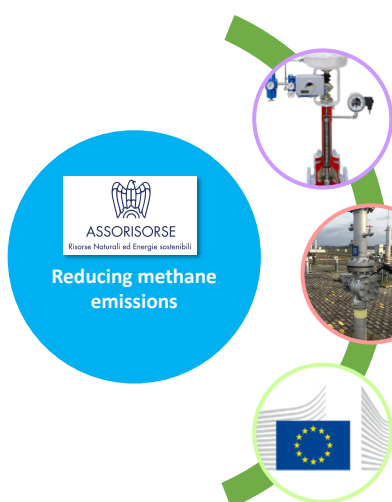 ASSORISORSE
Risorse Naturali ed Energie sostenibili
Reducing methane
emissions